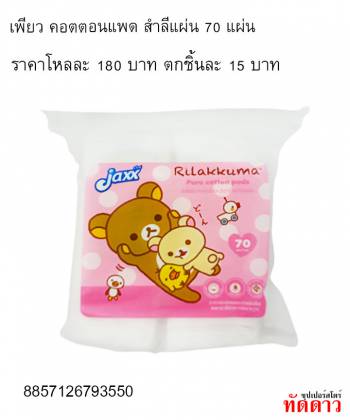 เพียว คอตตอนแพด สำลีแผ่น 70 แผ่น
ราคาโหลละ 180 บาท ตกชิ้นละ 15 บาท
jaxx
Rilakkuma
Pure cotton pads
70
8857126793550
ซุปเปอร์สโตร์
ทัดดาว